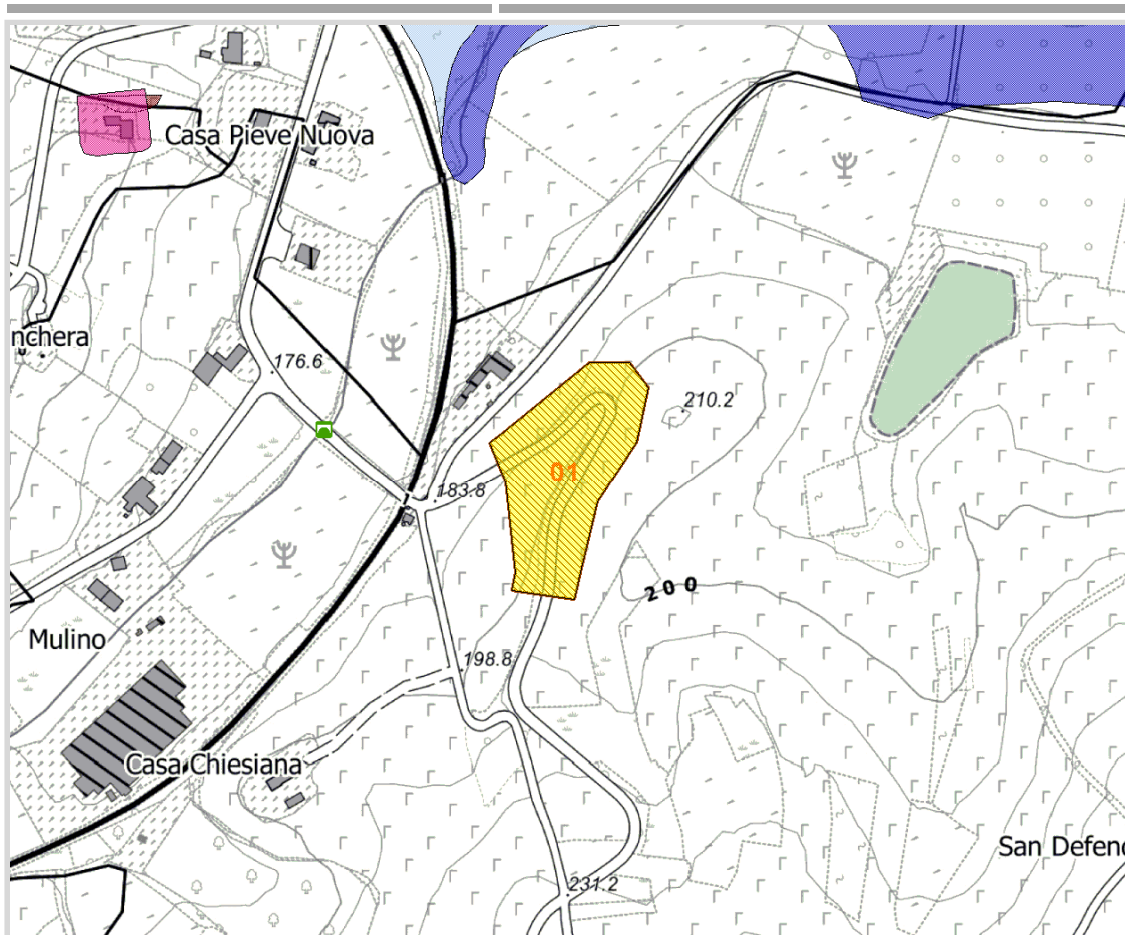 Casa Pieve Nuova
nchera
176.6
210.2
01
183.8
200
Mulino
198.8
Casa Chiesiana
San Defend
231.2